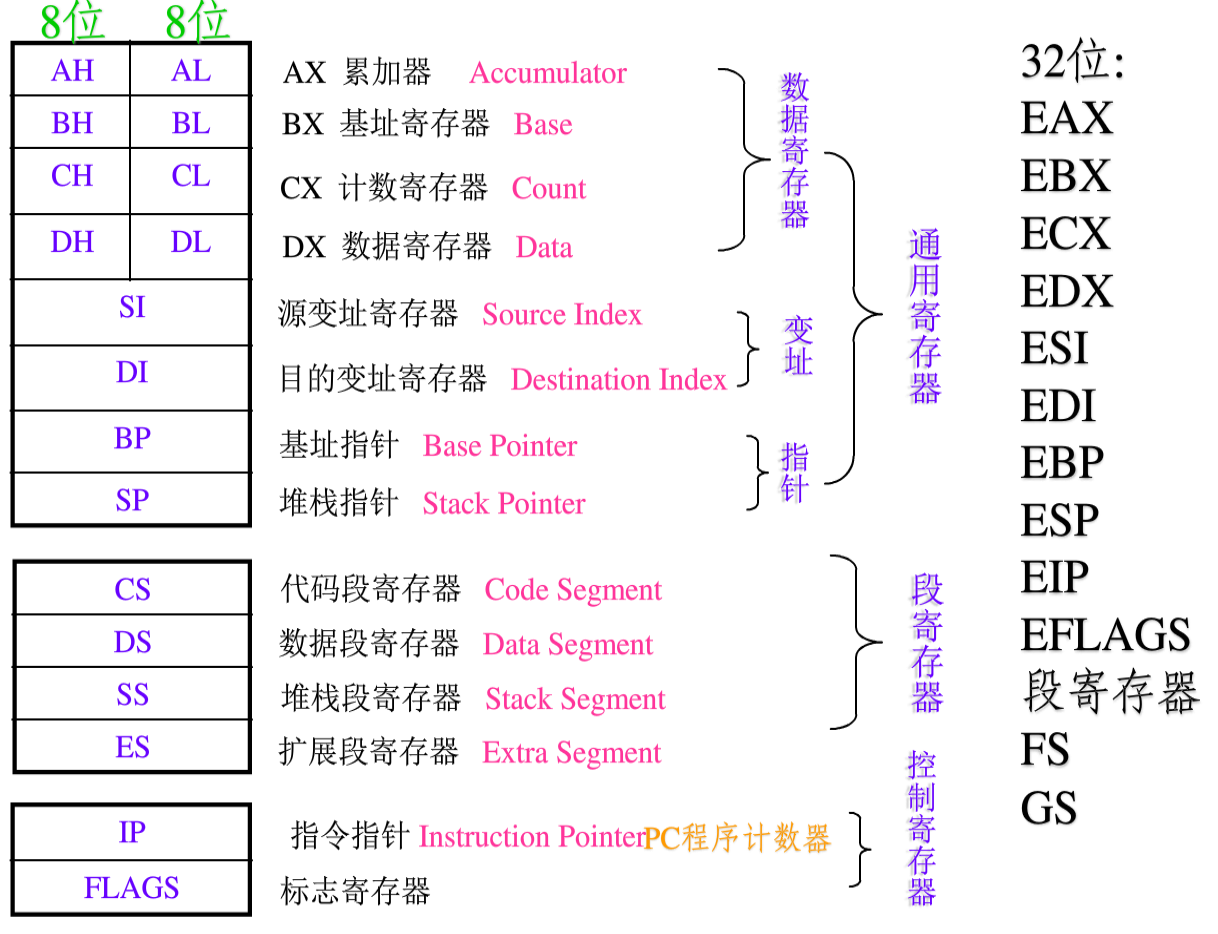 8位 8位
AH AL AX 累加器 Accumulator
BH BL BX 基址寄存器 Base
CH CL CX 计数寄存器 Count
DH DL DX 数据寄存器 Data
数据寄存器
SI 源变址寄存器 Source Index
DI 目的变址寄存器 Destination Index
变址
BP 基址指针 Base Pointer
SP 堆栈指针 Stack Pointer
指针
通用寄存器
CS 代码段寄存器 Code Segment
DS 数据段寄存器 Data Segment
SS 堆栈段寄存器 Stack Segment
ES 扩展段寄存器 Extra Segment
段寄存器
IP 指令指针 Instruction Pointer PC程序计数器
FLAGS 标志寄存器
控制寄存器
32位:
EAX
EBX
ECX
EDX
ESI
EDI
EBP
ESP
EIP
EFLAGS
段寄存器
FS
GS